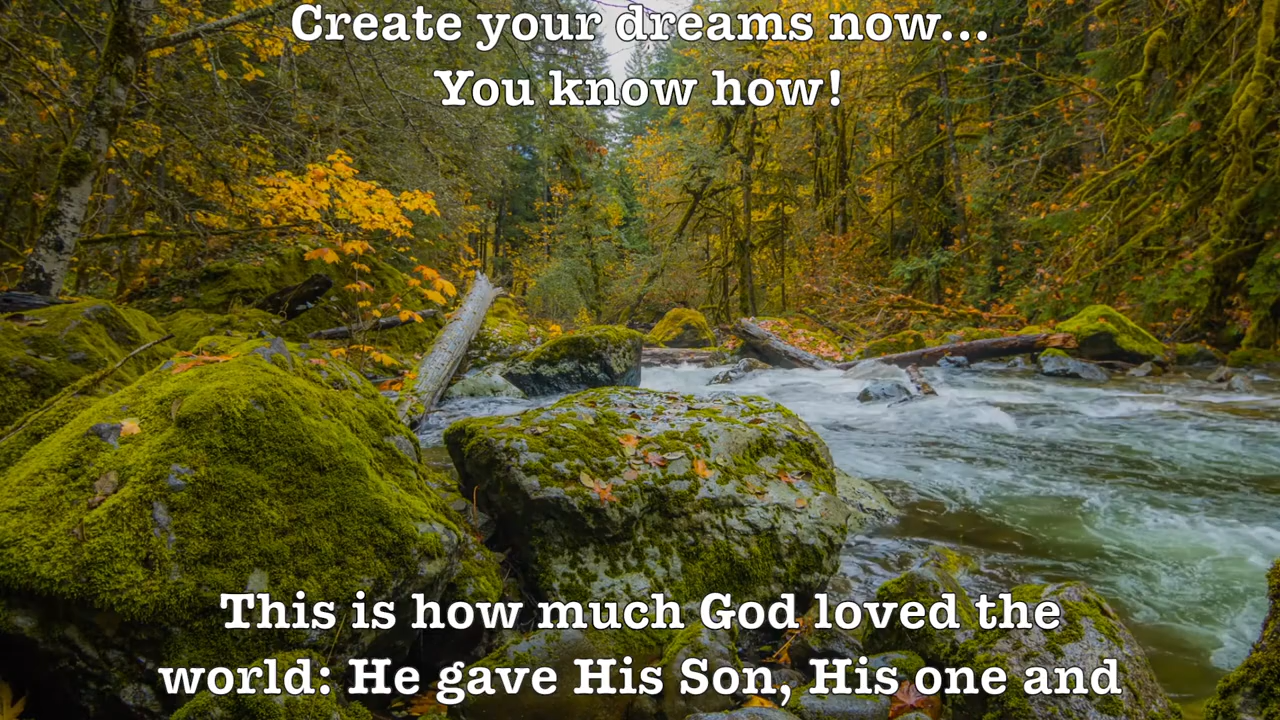 Create your dreams now...
You know how!
This is how much God loved the
world: He gave His Son, His one and